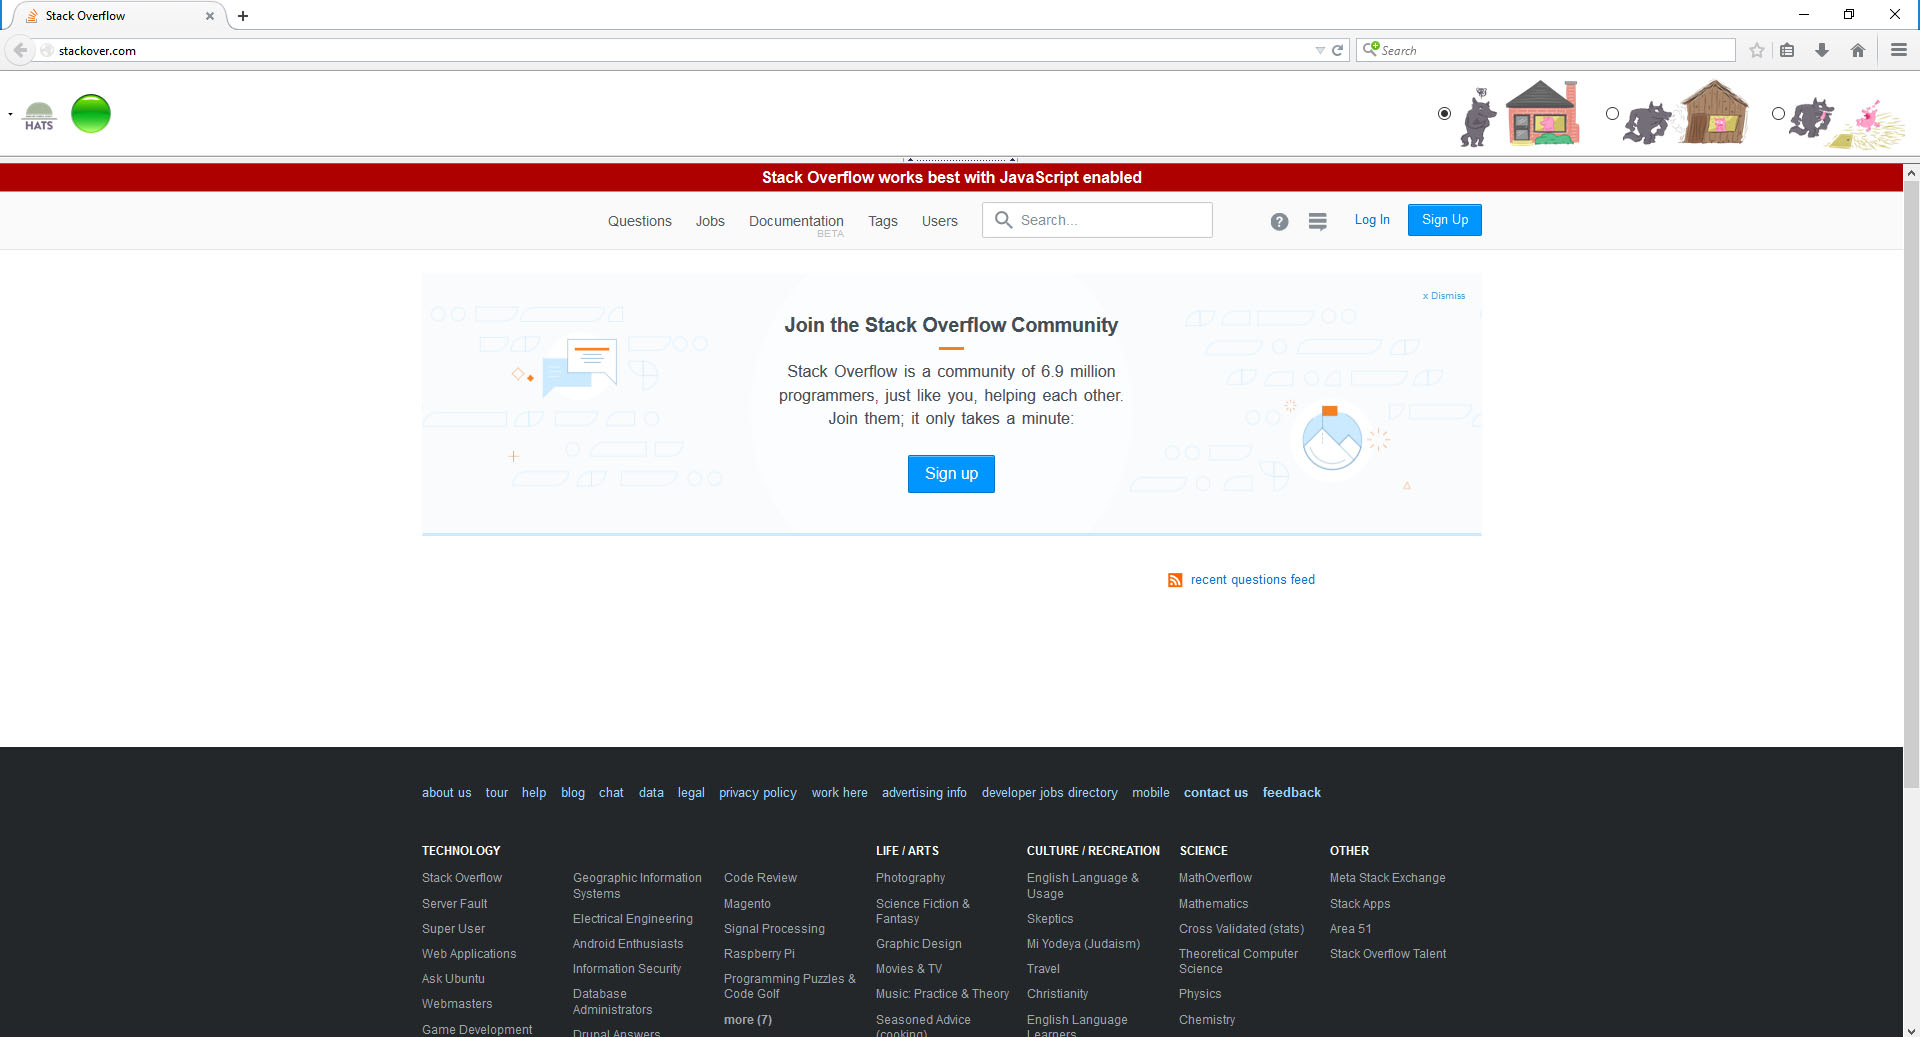 Stack Overflow
stackover.com
Search
HATS
Stack Overflow works best with JavaScript enabled
Questions Jobs Documentation Tags Users Search... ? Log In Sign Up
BETA
x Dismiss
Join the Stack Overflow Community
Stack Overflow is a community of 6.9 million
programmers, just like you, helping each other.
Join them; it only takes a minute:
Sign up
recent questions feed
about us tour help blog chat data legal privacy policy work here advertising info developer jobs directory mobile contact us feedback
TECHNOLOGY
Stack Overflow
Server Fault
Super User
Web Applications
Ask Ubuntu
Webmasters
Game Development
Geographic Information
Systems
Electrical Engineering
Android Enthusiasts
Information Security
Database
Administrators
Drupal Answers
Code Review
Magento
Signal Processing
Raspberry Pi
Programming Puzzles &
Code Golf
more (7)
LIFE / ARTS
Photography
Science Fiction &
Fantasy
Graphic Design
Movies & TV
Music: Practice & Theory
Seasoned Advice
(cooking)
CULTURE / RECREATION
English Language &
Usage
Skeptics
Mi Yodeya (Judaism)
Travel
Christianity
English Language
Learners
SCIENCE
MathOverflow
Mathematics
Cross Validated (stats)
Theoretical Computer
Science
Physics
Chemistry
OTHER
Meta Stack Exchange
Stack Apps
Area 51
Stack Overflow Talent